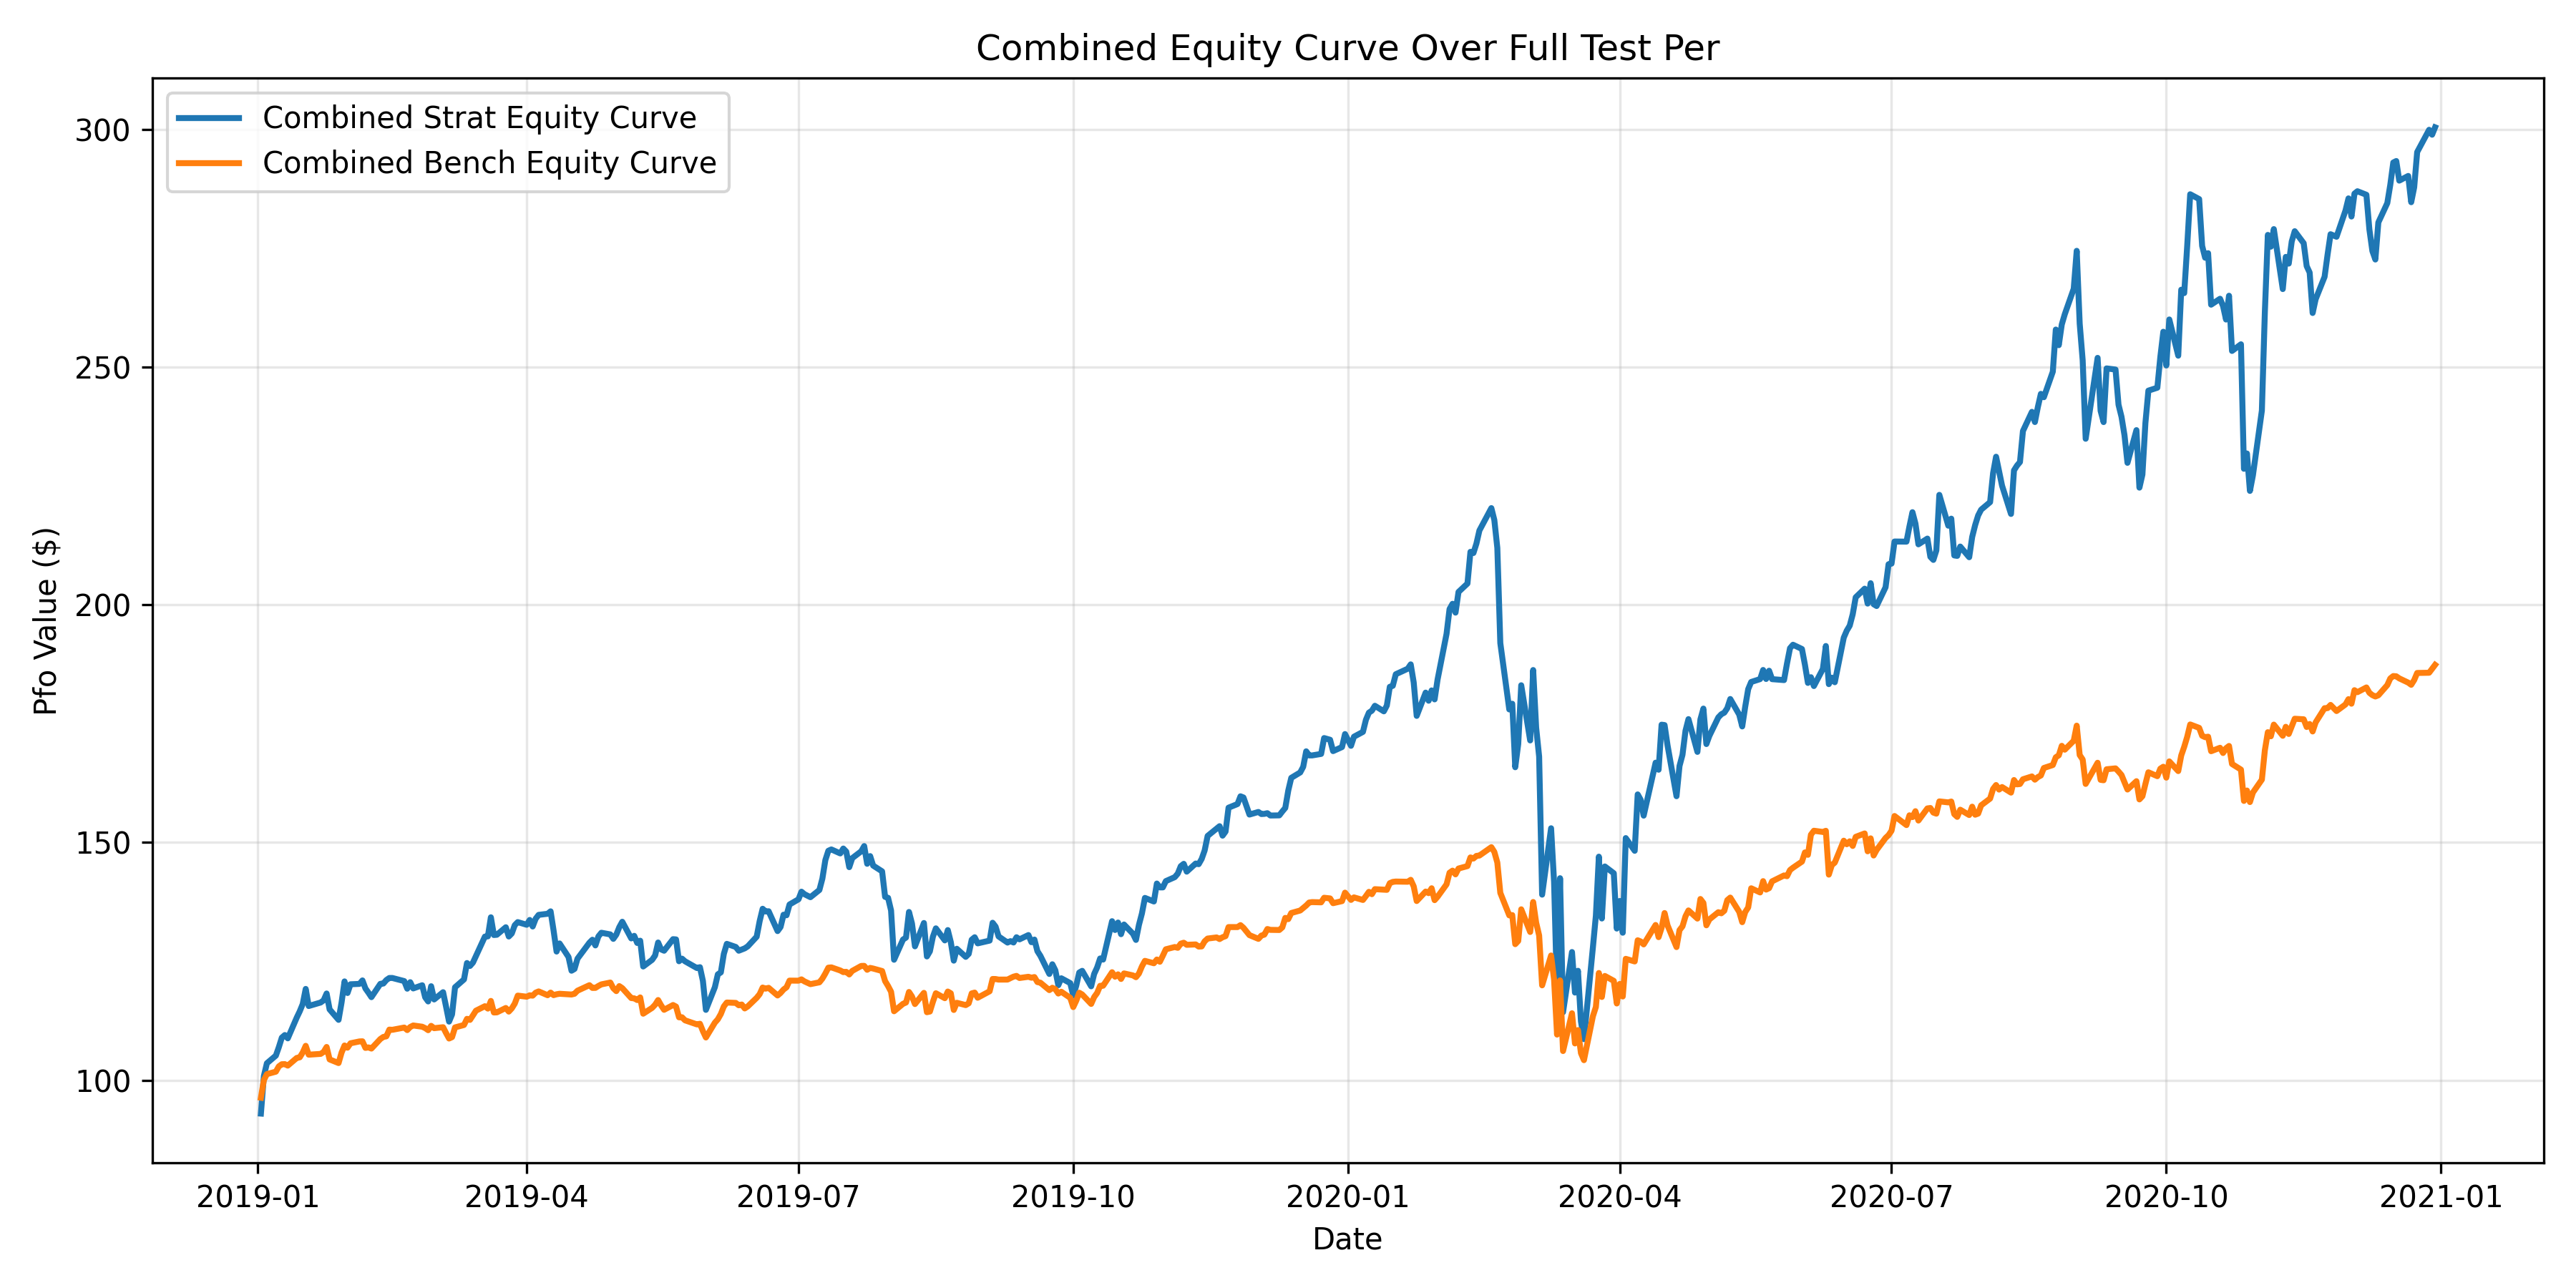 Combined Equity Curve Over Full Test Per
Combined Strat Equity Curve
Combined Bench Equity Curve
Pfo Value ($)
300
250
200
150
100
2019-01
2019-04
2019-07
2019-10
2020-01
2020-04
2020-07
2020-10
2021-01
Date